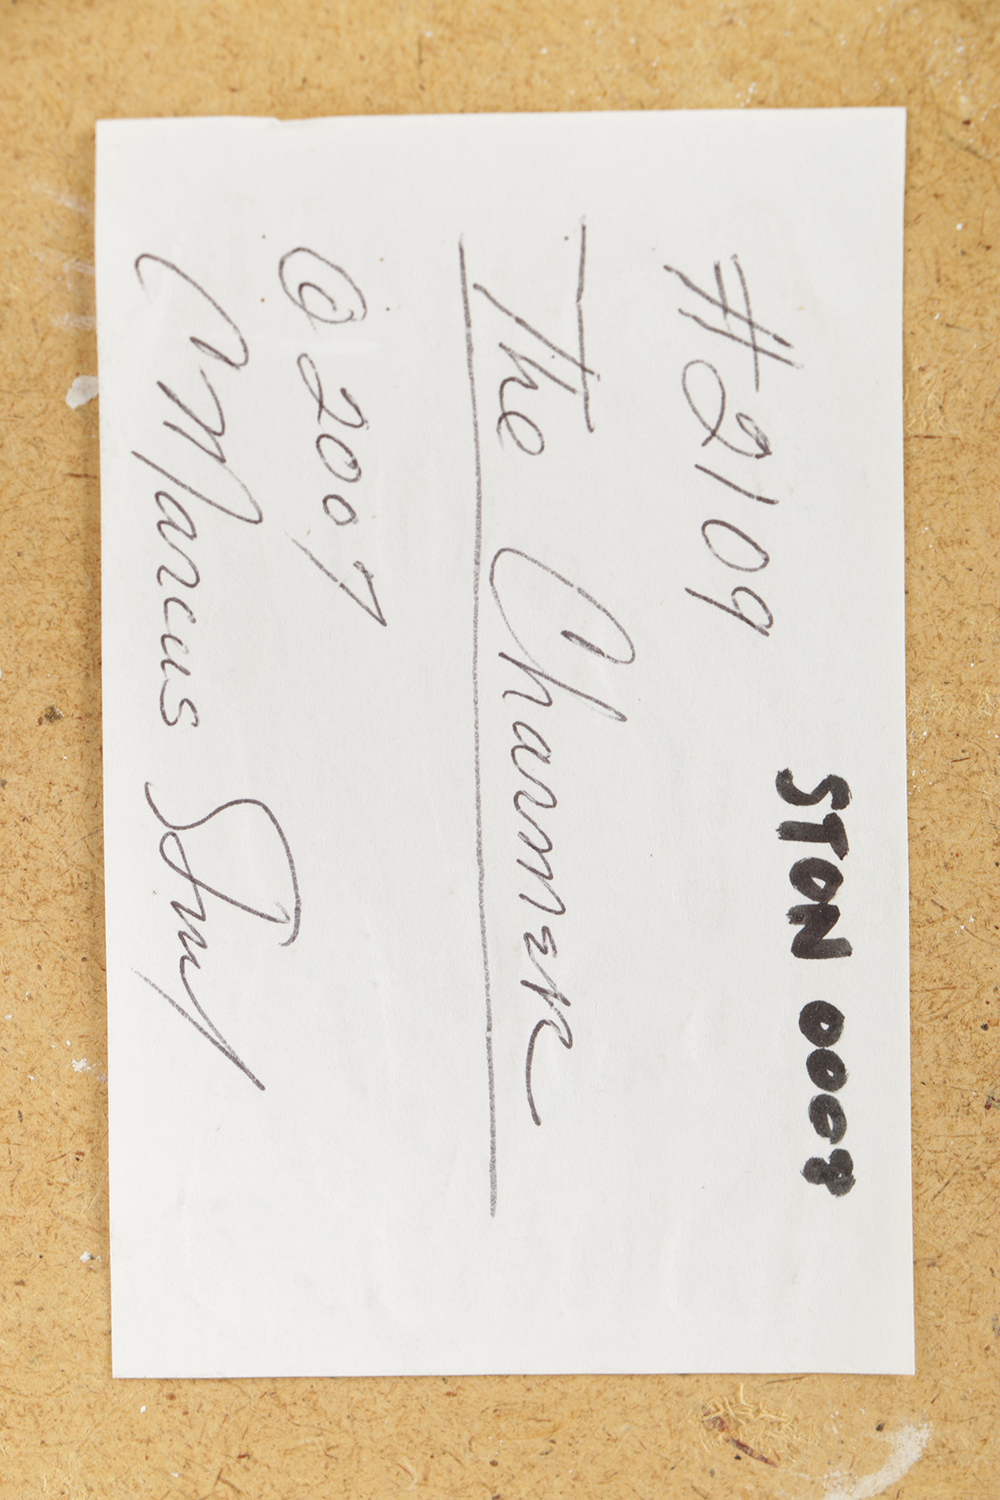 STON 0008
#2109
The Charmer
© 2007
Marcus